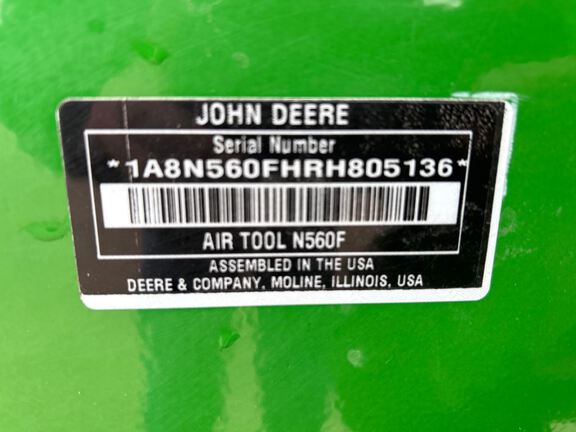 JOHN DEERE
Serial Number
*1A8N560FHRH805136*
AIR TOOL N560F
ASSEMBLED IN THE USA
DEERE & COMPANY, MOLINE, ILLINOIS, USA